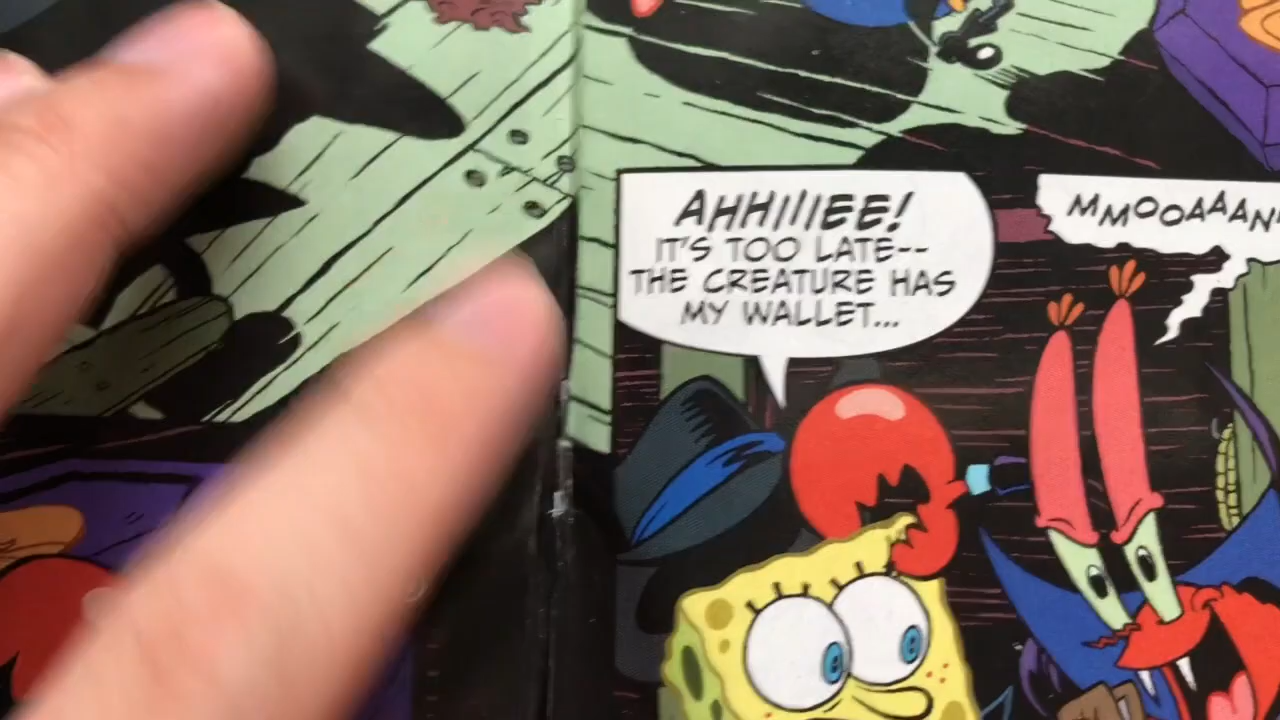 AHHIIIEE!
IT'S TOO LATE--
THE CREATURE HAS
MY WALLET...
MMOOAAAN